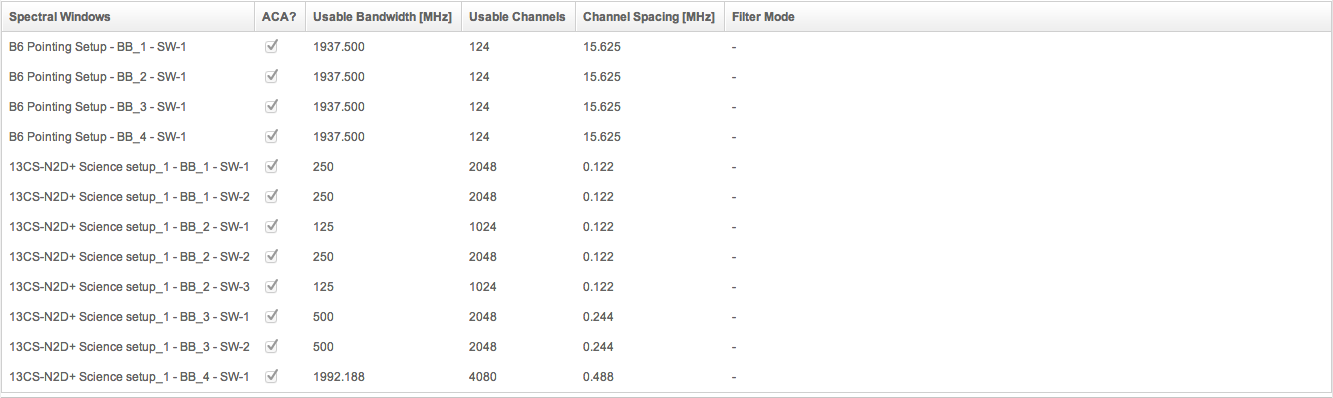 Spectral Windows ACA? Usable Bandwidth [MHz] Usable Channels Channel Spacing [MHz] Filter Mode
B6 Pointing Setup - BB_1 - SW-1 1937.500 124 15.625 -
B6 Pointing Setup - BB_2 - SW-1 1937.500 124 15.625 -
B6 Pointing Setup - BB_3 - SW-1 1937.500 124 15.625 -
B6 Pointing Setup - BB_4 - SW-1 1937.500 124 15.625 -
13CS-N2D+ Science setup_1 - BB_1 - SW-1 250 2048 0.122 -
13CS-N2D+ Science setup_1 - BB_1 - SW-2 250 2048 0.122 -
13CS-N2D+ Science setup_1 - BB_2 - SW-1 125 1024 0.122 -
13CS-N2D+ Science setup_1 - BB_2 - SW-2 250 2048 0.122 -
13CS-N2D+ Science setup_1 - BB_2 - SW-3 125 1024 0.122 -
13CS-N2D+ Science setup_1 - BB_3 - SW-1 500 2048 0.244 -
13CS-N2D+ Science setup_1 - BB_3 - SW-2 500 2048 0.244 -
13CS-N2D+ Science setup_1 - BB_4 - SW-1 1992.188 4080 0.488 -